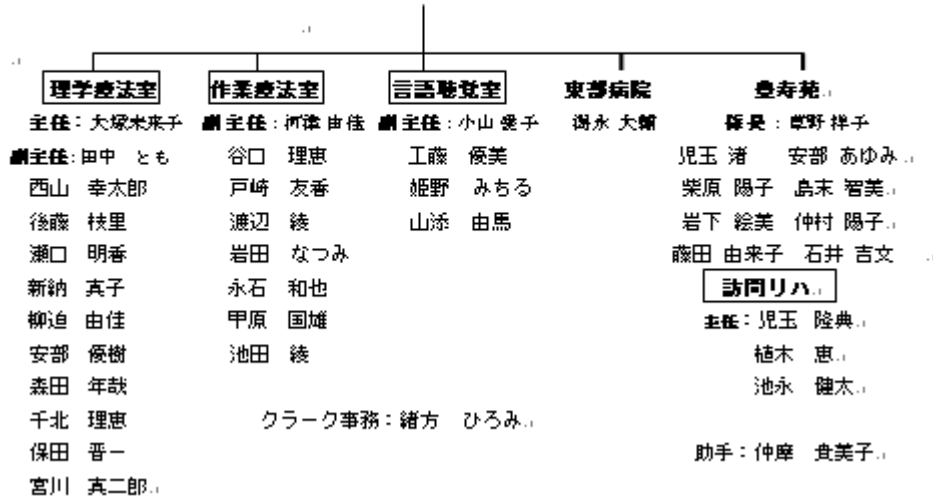 理学療法室 作業療法室 言語聴覚室 東部病院 豊寿苑
主任：大塚未来子 副主任：河津 由佳 副主任：小山 愛子 徳永 大輔 係長：草野 祥子
副主任：田中 とも 谷口 理恵 工藤 優美 児玉 渚 安部 あゆみ
西山 幸太郎 戸崎 友香 姫野 みちる 柴原 陽子 島末 智美
後藤 枝里 渡辺 綾 山添 由馬 岩下 絵美 仲村 陽子
瀬口 明香 岩田 なつみ 藤田 由来子 石井 吉文
新納 真子 永石 和也 訪問リハ
柳迫 由佳 甲原 国雄 主任：児玉 隆典
安部 優樹 池田 綾 植木 恵
森田 年哉 池永 健太
千北 理恵 クラーク事務：緒方 ひろみ
保田 晋一 助手：仲摩 貴美子
宮川 真二郎